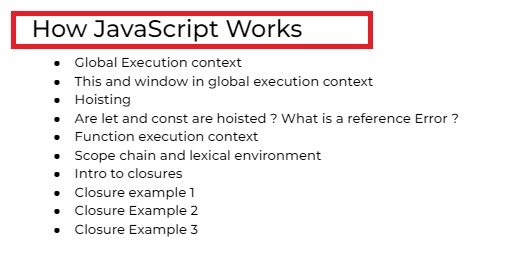 How JavaScript Works
Global Execution context
This and window in global execution context
Hoisting
Are let and const are hoisted ? What is a reference Error ?
Function execution context
Scope chain and lexical environment
Intro to closures
Closure example 1
Closure Example 2
Closure Example 3